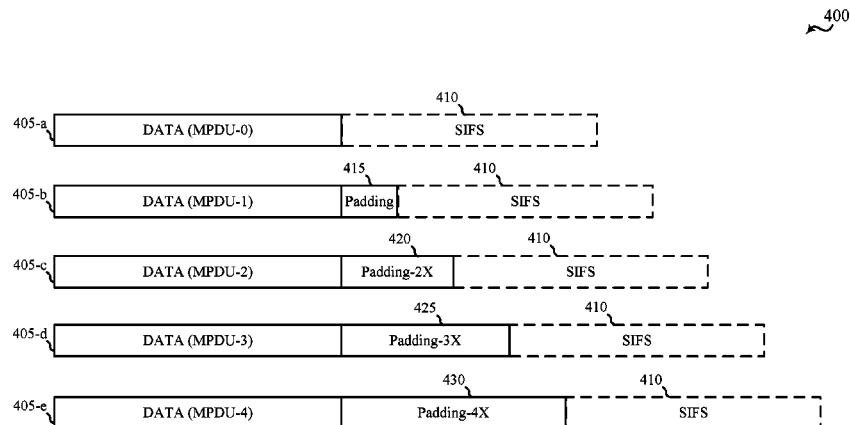 400
410
405-a DATA (MPDU-0) SIFS
415 410
405-b DATA (MPDU-1) Padding SIFS
420 410
405-c DATA (MPDU-2) Padding-2X SIFS
425 410
405-d DATA (MPDU-3) Padding-3X SIFS
430 410
405-e DATA (MPDU-4) Padding-4X SIFS